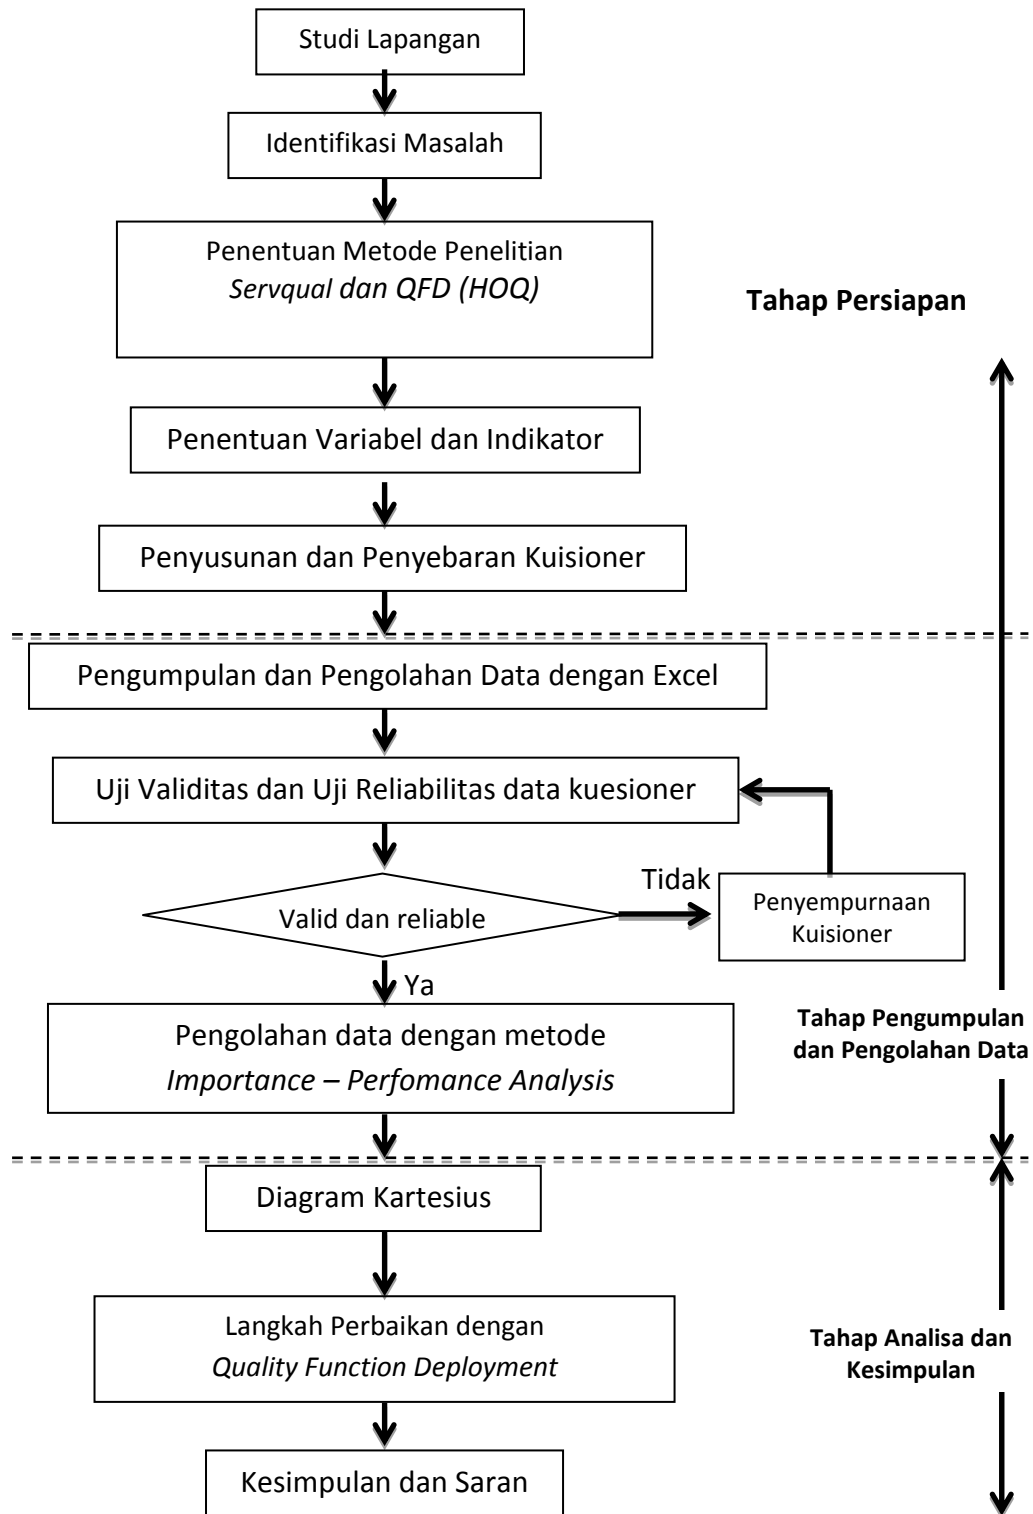 Studi Lapangan
Identifikasi Masalah
Penentuan Metode Penelitian
Servqual dan QFD (HOQ)
Tahap Persiapan
Penentuan Variabel dan Indikator
Penyusunan dan Penyebaran Kuisioner
Pengumpulan dan Pengolahan Data dengan Excel
Uji Validitas dan Uji Reliabilitas data kuesioner
Tidak
Valid dan reliable
Penyempurnaan
Kuisioner
Ya
Pengolahan data dengan metode
Importance – Perfomance Analysis
Tahap Pengumpulan
dan Pengolahan Data
Diagram Kartesius
Langkah Perbaikan dengan
Quality Function Deployment
Tahap Analisa dan
Kesimpulan
Kesimpulan dan Saran